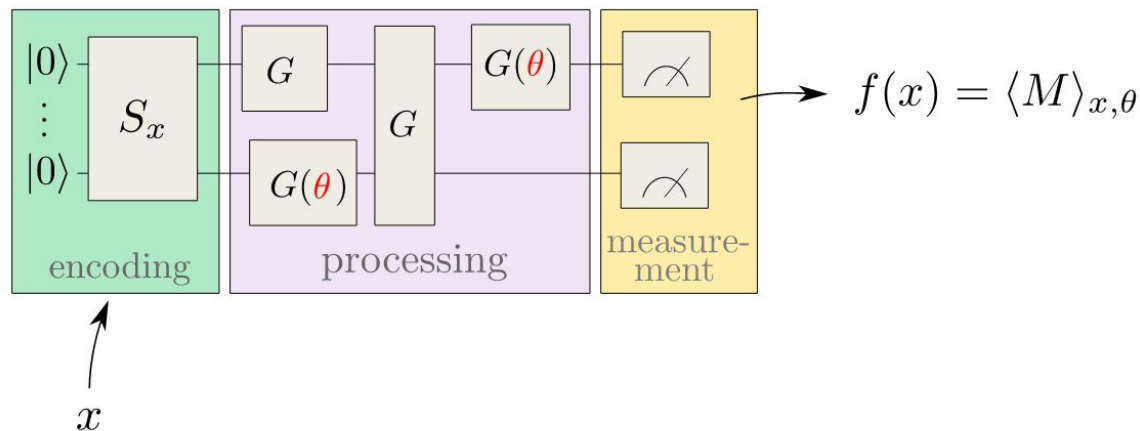 |0⟩
⋮
|0⟩
S_x
encoding
x
G
G(θ)
G
G(θ)
processing
measure-
ment
f(x) = ⟨M⟩_{x,θ}